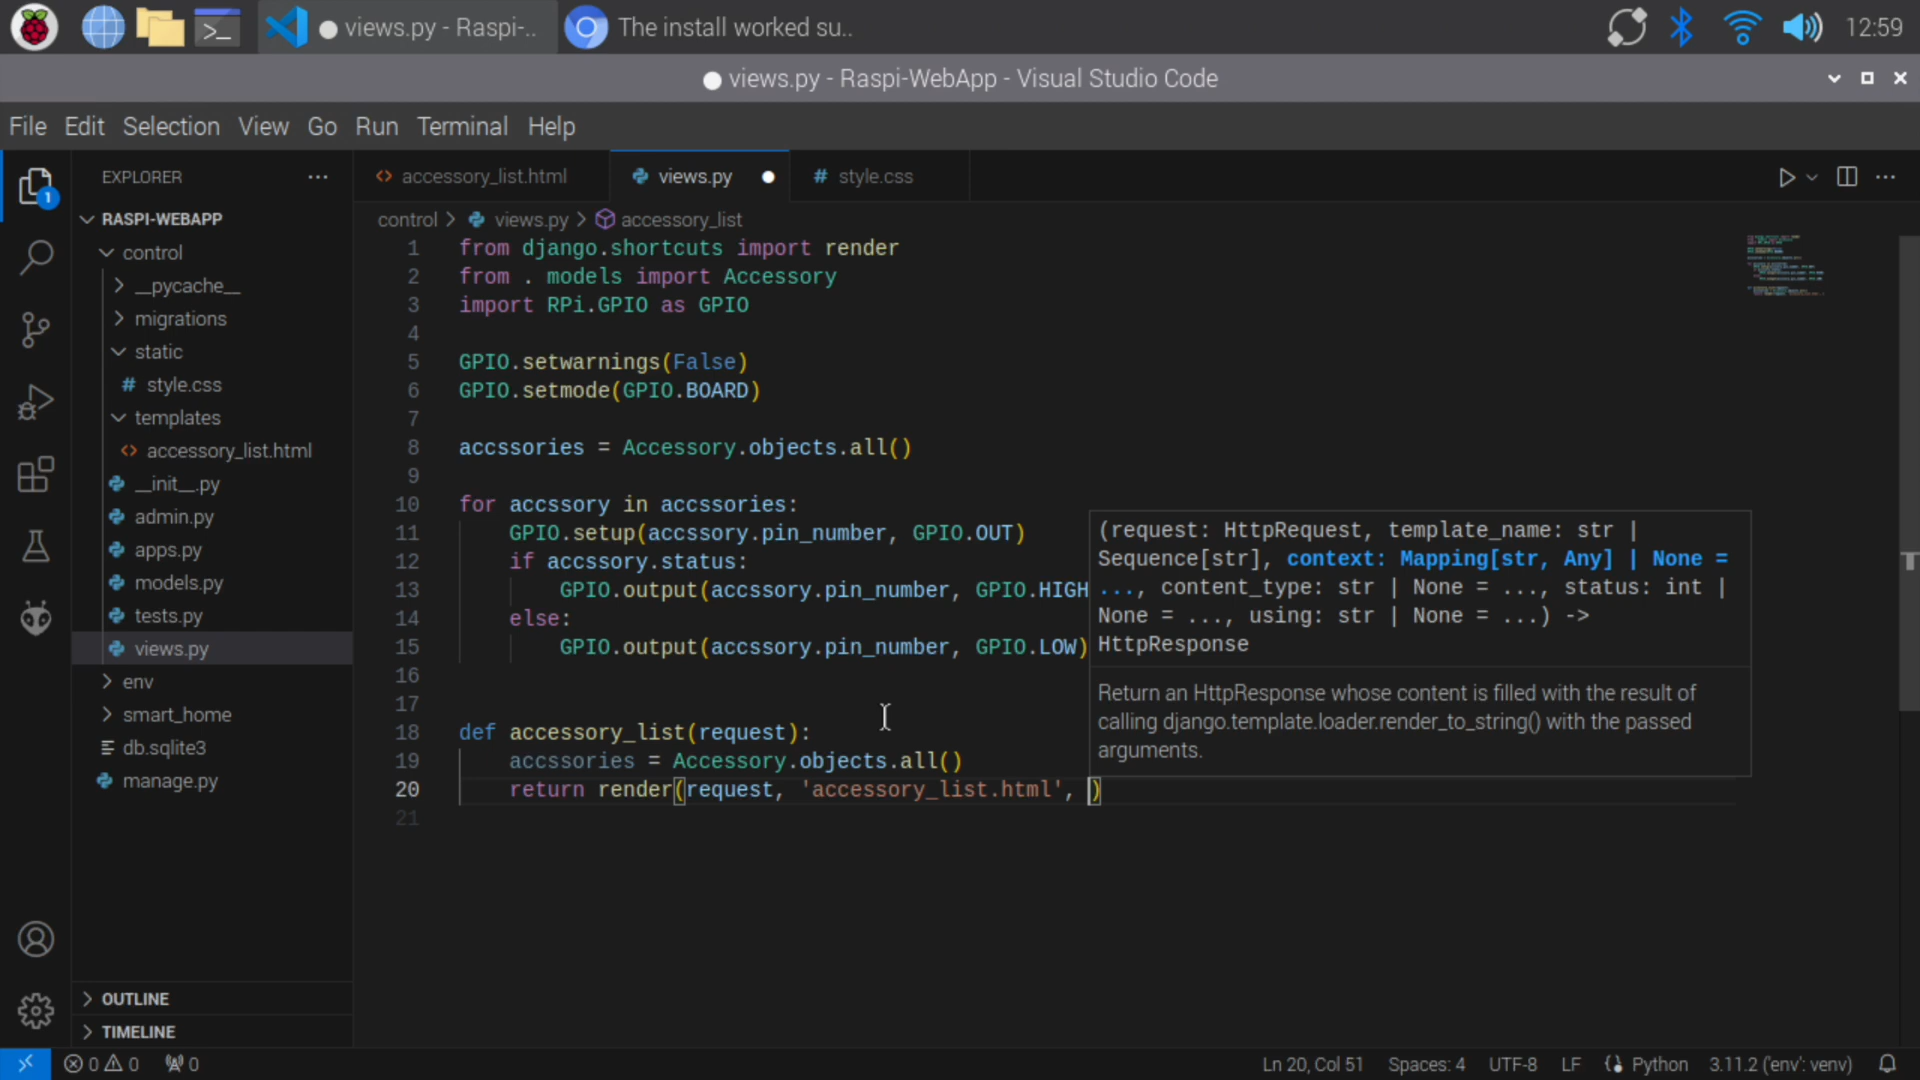 views.py - Raspi-..
The install worked su..
12:59
views.py - Raspi-WebApp - Visual Studio Code
File Edit Selection View Go Run Terminal Help
EXPLORER
accessory_list.html
views.py
# style.css
1
RASPI-WEBAPP
control > views.py > accessory_list
control
__pycache__
migrations
static
# style.css
templates
accessory_list.html
__init__.py
admin.py
apps.py
models.py
tests.py
views.py
env
smart_home
db.sqlite3
manage.py
OUTLINE
TIMELINE
1 from django.shortcuts import render
2 from . models import Accessory
3 import RPi.GPIO as GPIO
4
5 GPIO.setwarnings(False)
6 GPIO.setmode(GPIO.BOARD)
7
8 accssories = Accessory.objects.all()
9
10 for accssory in accssories:
11 GPIO.setup(accssory.pin_number, GPIO.OUT)
12 if accssory.status:
13 GPIO.output(accssory.pin_number, GPIO.HIGH
14 else:
15 GPIO.output(accssory.pin_number, GPIO.LOW)
16
17
18 def accessory_list(request):
19 accssories = Accessory.objects.all()
20 return render(request, 'accessory_list.html', )
21
(request: HttpRequest, template_name: str |
Sequence[str], context: Mapping[str, Any] | None =
..., content_type: str | None = ..., status: int |
None = ..., using: str | None = ...) ->
HttpResponse
Return an HttpResponse whose content is filled with the result of
calling django.template.loader.render_to_string() with the passed
arguments.
0 0 0 Ln 20, Col 51 Spaces: 4 UTF-8 LF Python 3.11.2 ('env': venv)